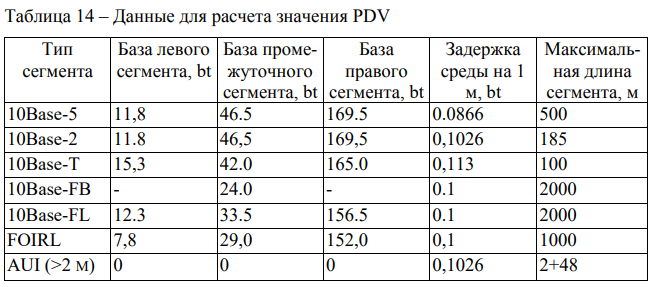 Таблица 14 – Данные для расчета значения PDV
Тип сегмента База левого сегмента, bt База проме-жуточного сегмента, bt База правого сегмента, bt Задержка среды на 1 м, bt Максималь-ная длина сегмента, м
10Base-5 11,8 46.5 169.5 0.0866 500
10Base-2 11.8 46,5 169,5 0,1026 185
10Base-T 15,3 42.0 165.0 0,113 100
10Base-FB - 24.0 - 0.1 2000
10Base-FL 12.3 33.5 156.5 0.1 2000
FOIRL 7,8 29,0 152,0 0,1 1000
AUI (>2 м) 0 0 0 0,1026 2+48